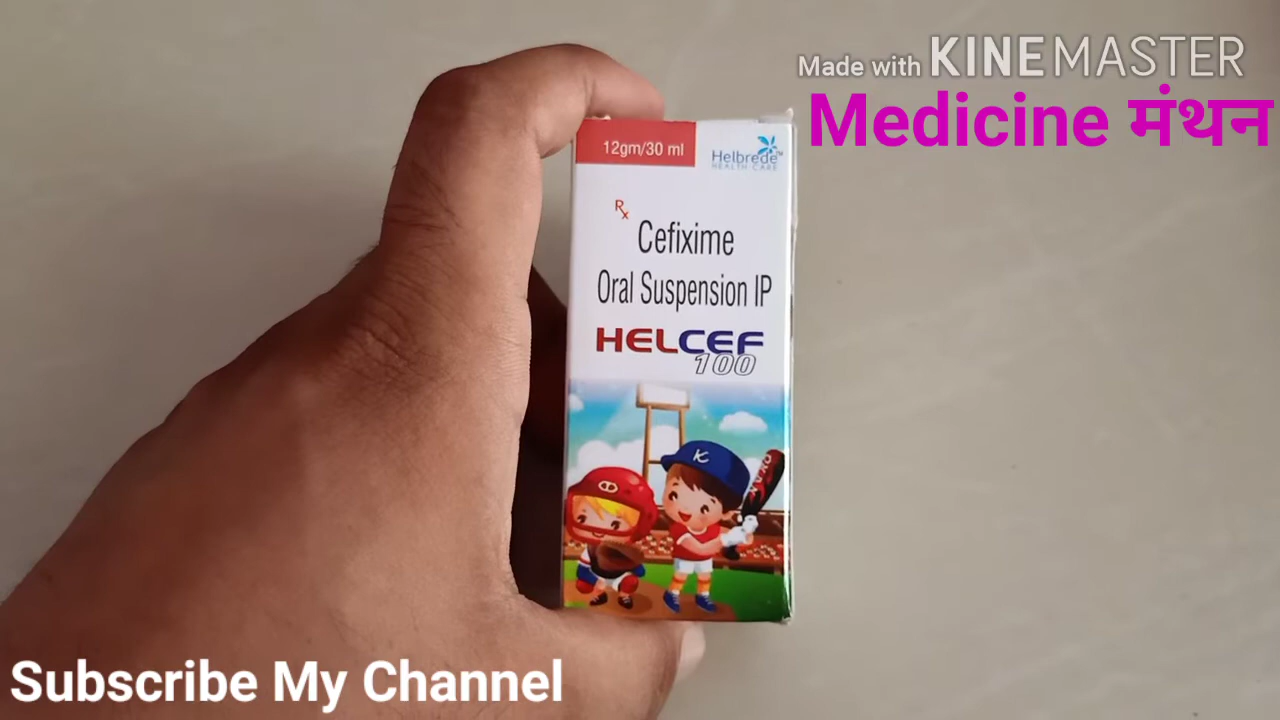 Made with KINEMASTER
Medicine मंथन
12gm/30 ml
Helbrede™
HEALTH CARE
Rx
Cefixime
Oral Suspension IP
HELCEF
100
K
Subscribe My Channel